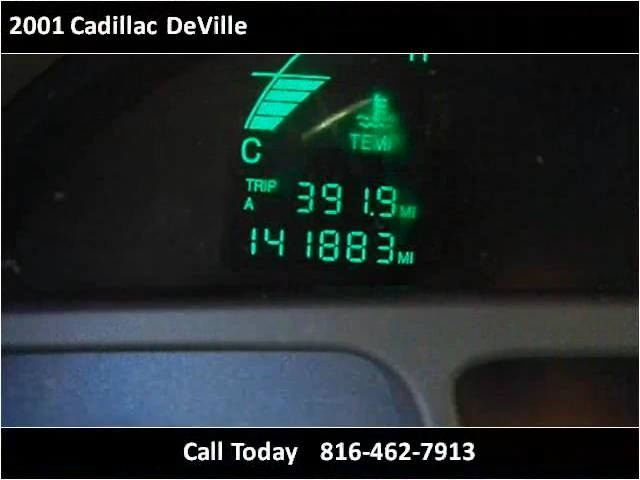 2001 Cadillac DeVille
H
C
TEMP
TRIP
A 391.9 MI
141883 MI
Call Today 816-462-7913